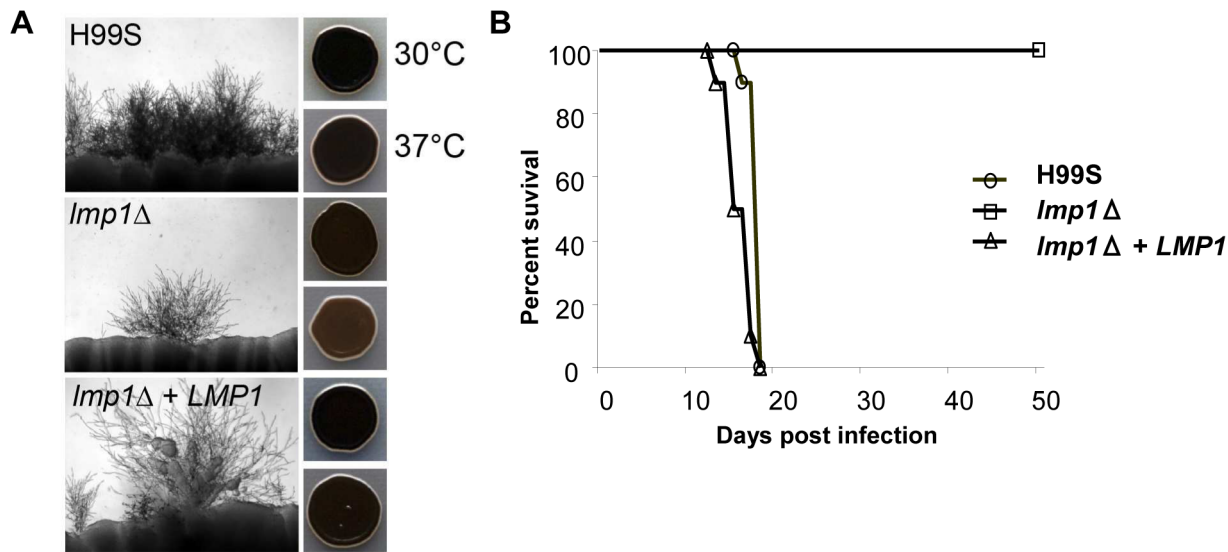 A
H99S
30°C
37°C
lmp1Δ
lmp1Δ + LMP1
B
100
80
60
40
20
0
Percent suvival
0 10 20 30 40 50
Days post infection
H99S
lmp1Δ
lmp1Δ + LMP1